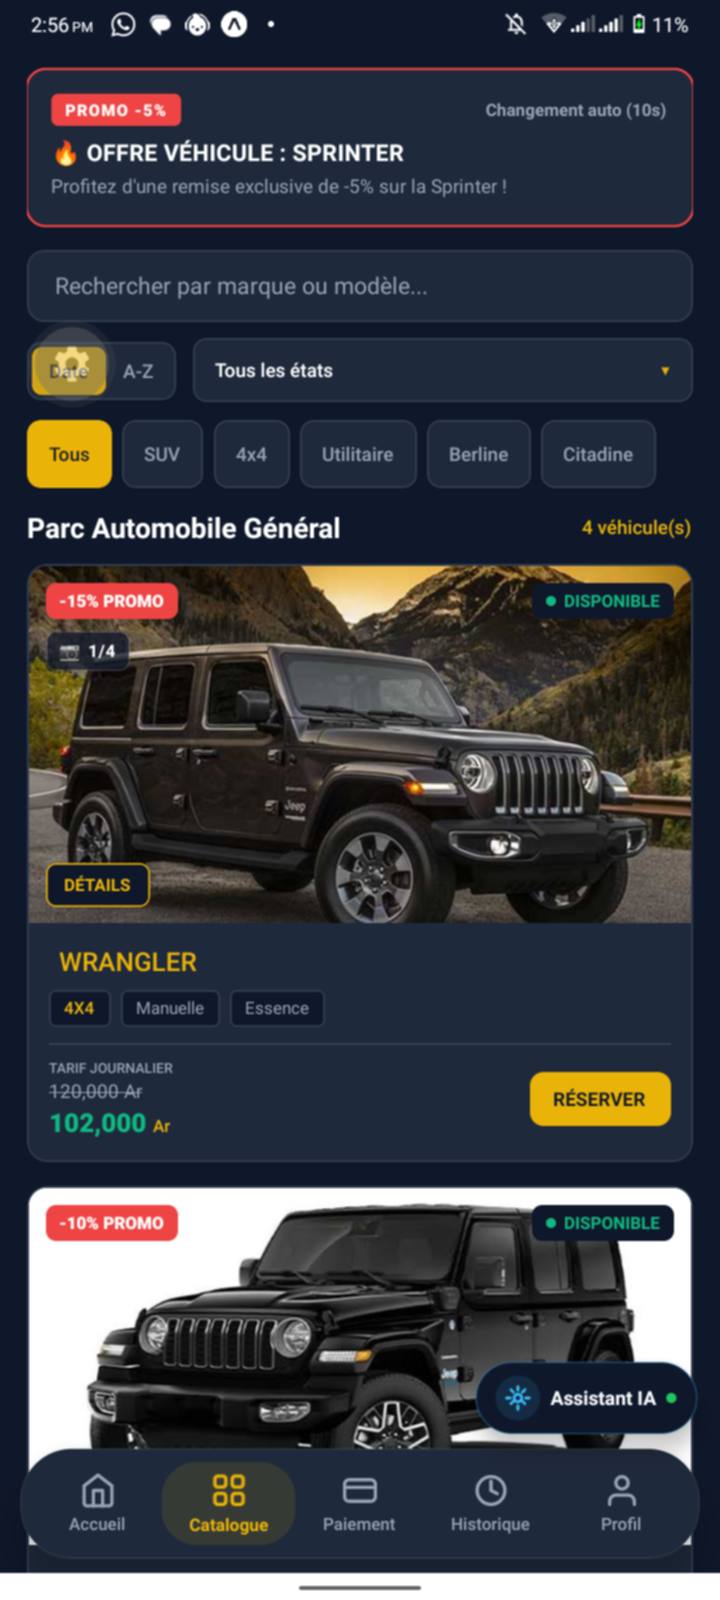 2:56 PM
11%
PROMO -5%
Changement auto (10s)
🔥 OFFRE VÉHICULE : SPRINTER
Profitez d'une remise exclusive de -5% sur la Sprinter !
Rechercher par marque ou modèle...
Date
A-Z
Tous les états
Tous
SUV
4x4
Utilitaire
Berline
Citadine
Parc Automobile Général
4 véhicule(s)
-15% PROMO
DISPONIBLE
1/4
Jeep
DÉTAILS
WRANGLER
4X4
Manuelle
Essence
TARIF JOURNALIER
120,000 Ar
102,000 Ar
RÉSERVER
-10% PROMO
DISPONIBLE
Assistant IA
Accueil
Catalogue
Paiement
Historique
Profil